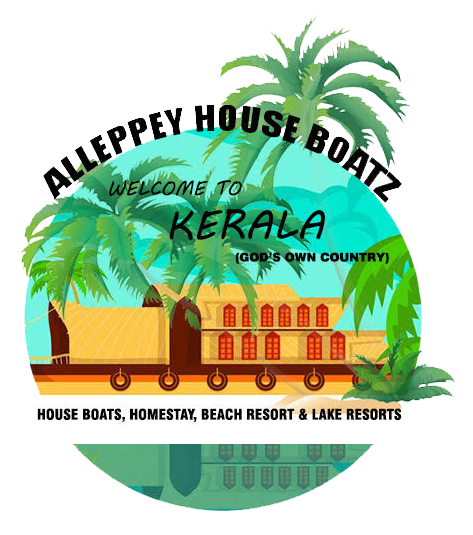 ALLEPPEY HOUSE BOATZ
WELCOME TO
KERALA
(GOD'S OWN COUNTRY)
HOUSE BOATS, HOMESTAY, BEACH RESORT & LAKE RESORTS